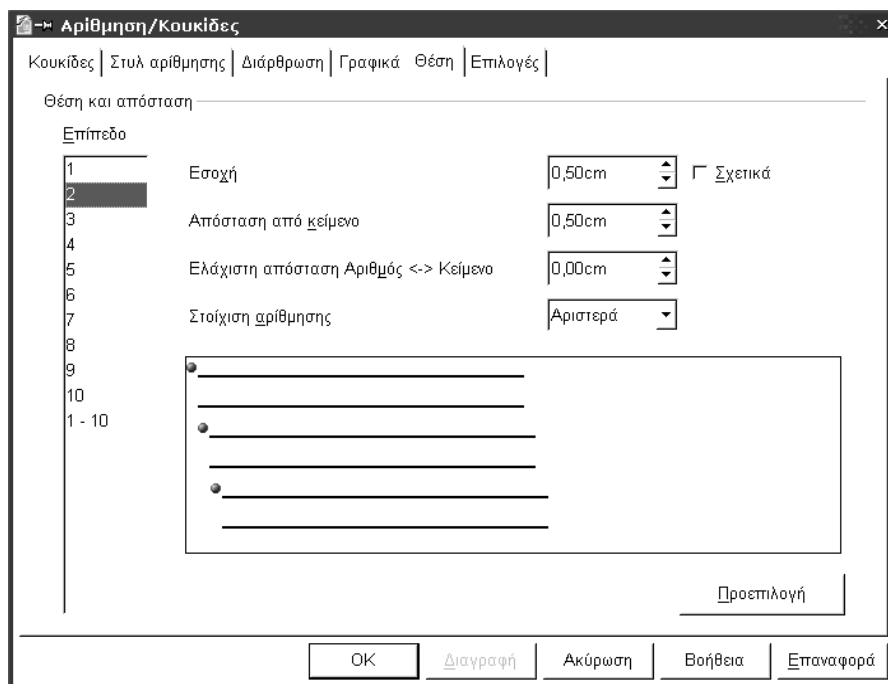 Αρίθμηση/Κουκίδες
Κουκίδες Στυλ αρίθμησης Διάρθρωση Γραφικά Θέση Επιλογές
Θέση και απόσταση
Επίπεδο
1
2
3
4
5
6
7
8
9
10
1 - 10
Εσοχή 0,50cm Σχετικά
Απόσταση από κείμενο 0,50cm
Ελάχιστη απόσταση Αριθμός <-> Κείμενο 0,00cm
Στοίχιση αρίθμησης Αριστερά
Προεπιλογή
OK Διαγραφή Ακύρωση Βοήθεια Επαναφορά